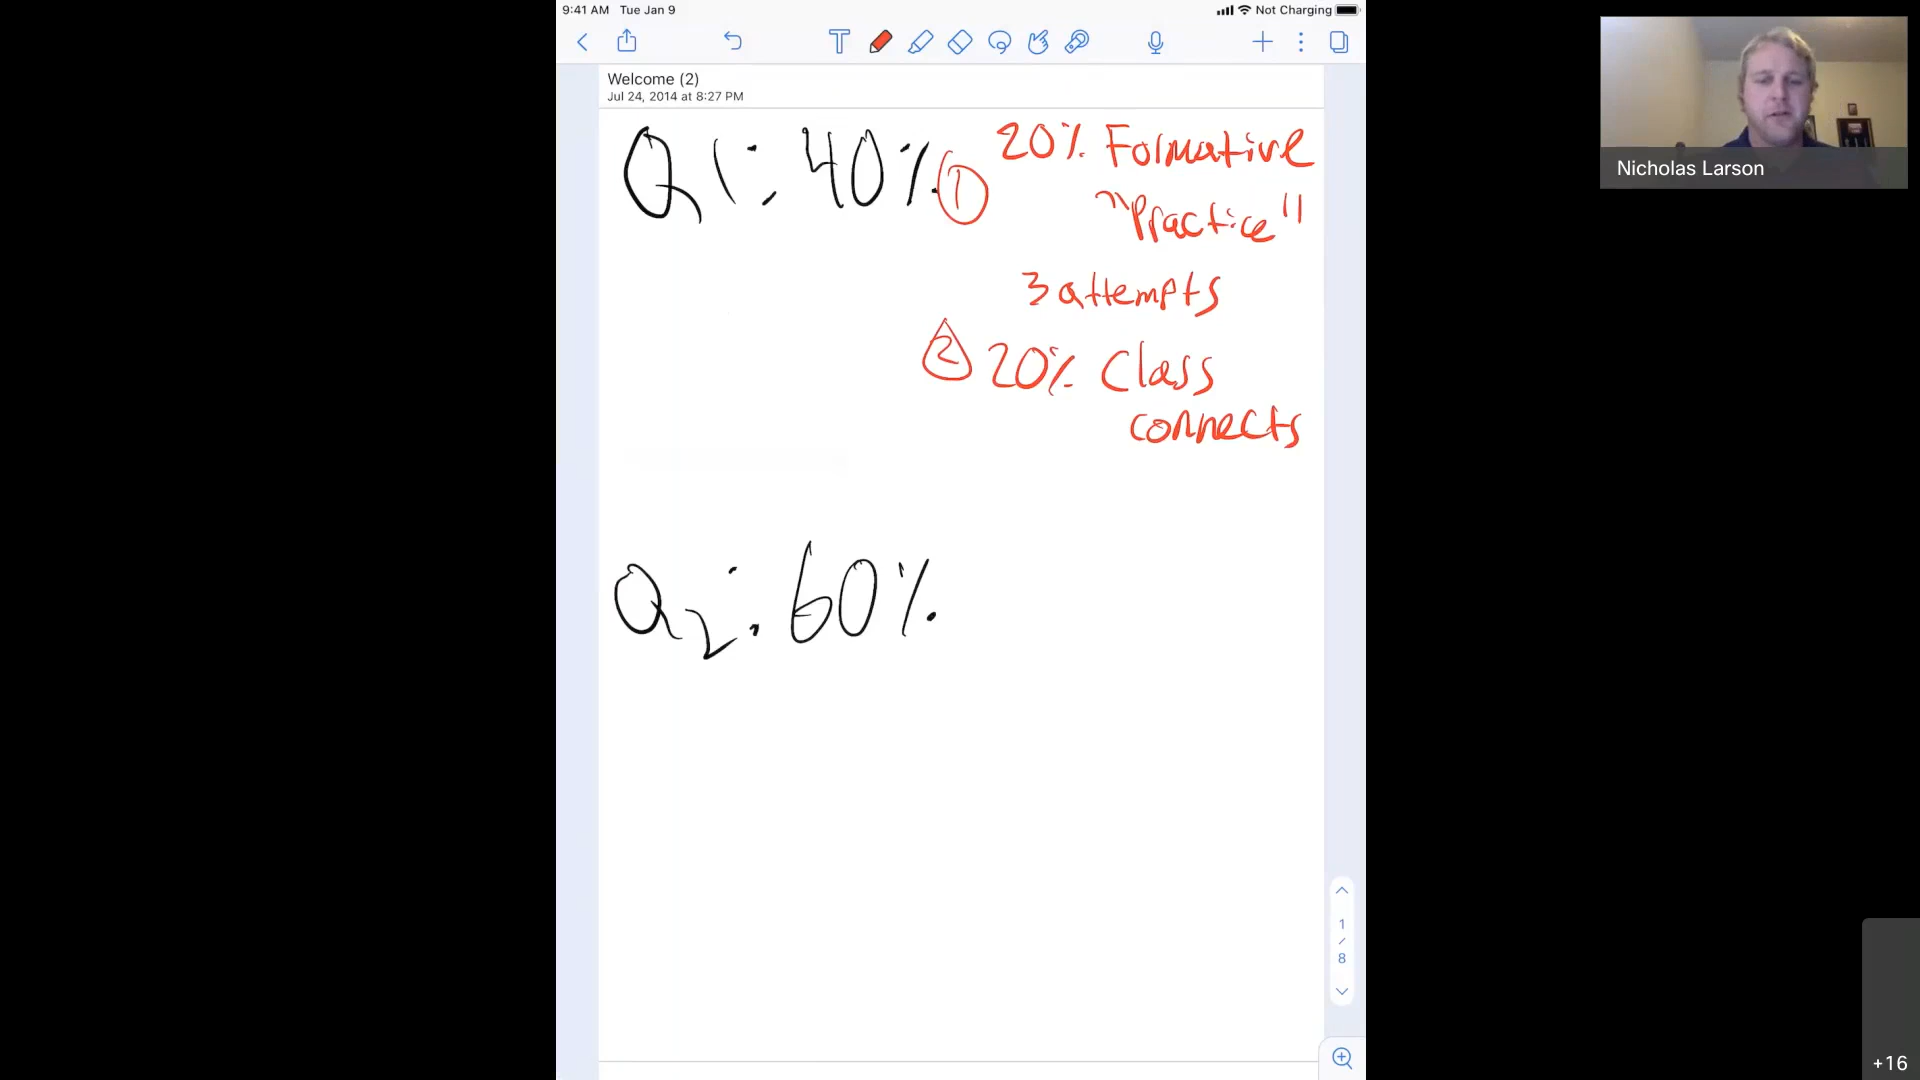 9:41 AM Tue Jan 9
Not Charging
Welcome (2)
Jul 24, 2014 at 8:27 PM
Q1: 40%
① 20% Formative
"Practice"
3 attempts
② 20% Class
connects
Q2: 60%
1
/
8
Nicholas Larson
+16